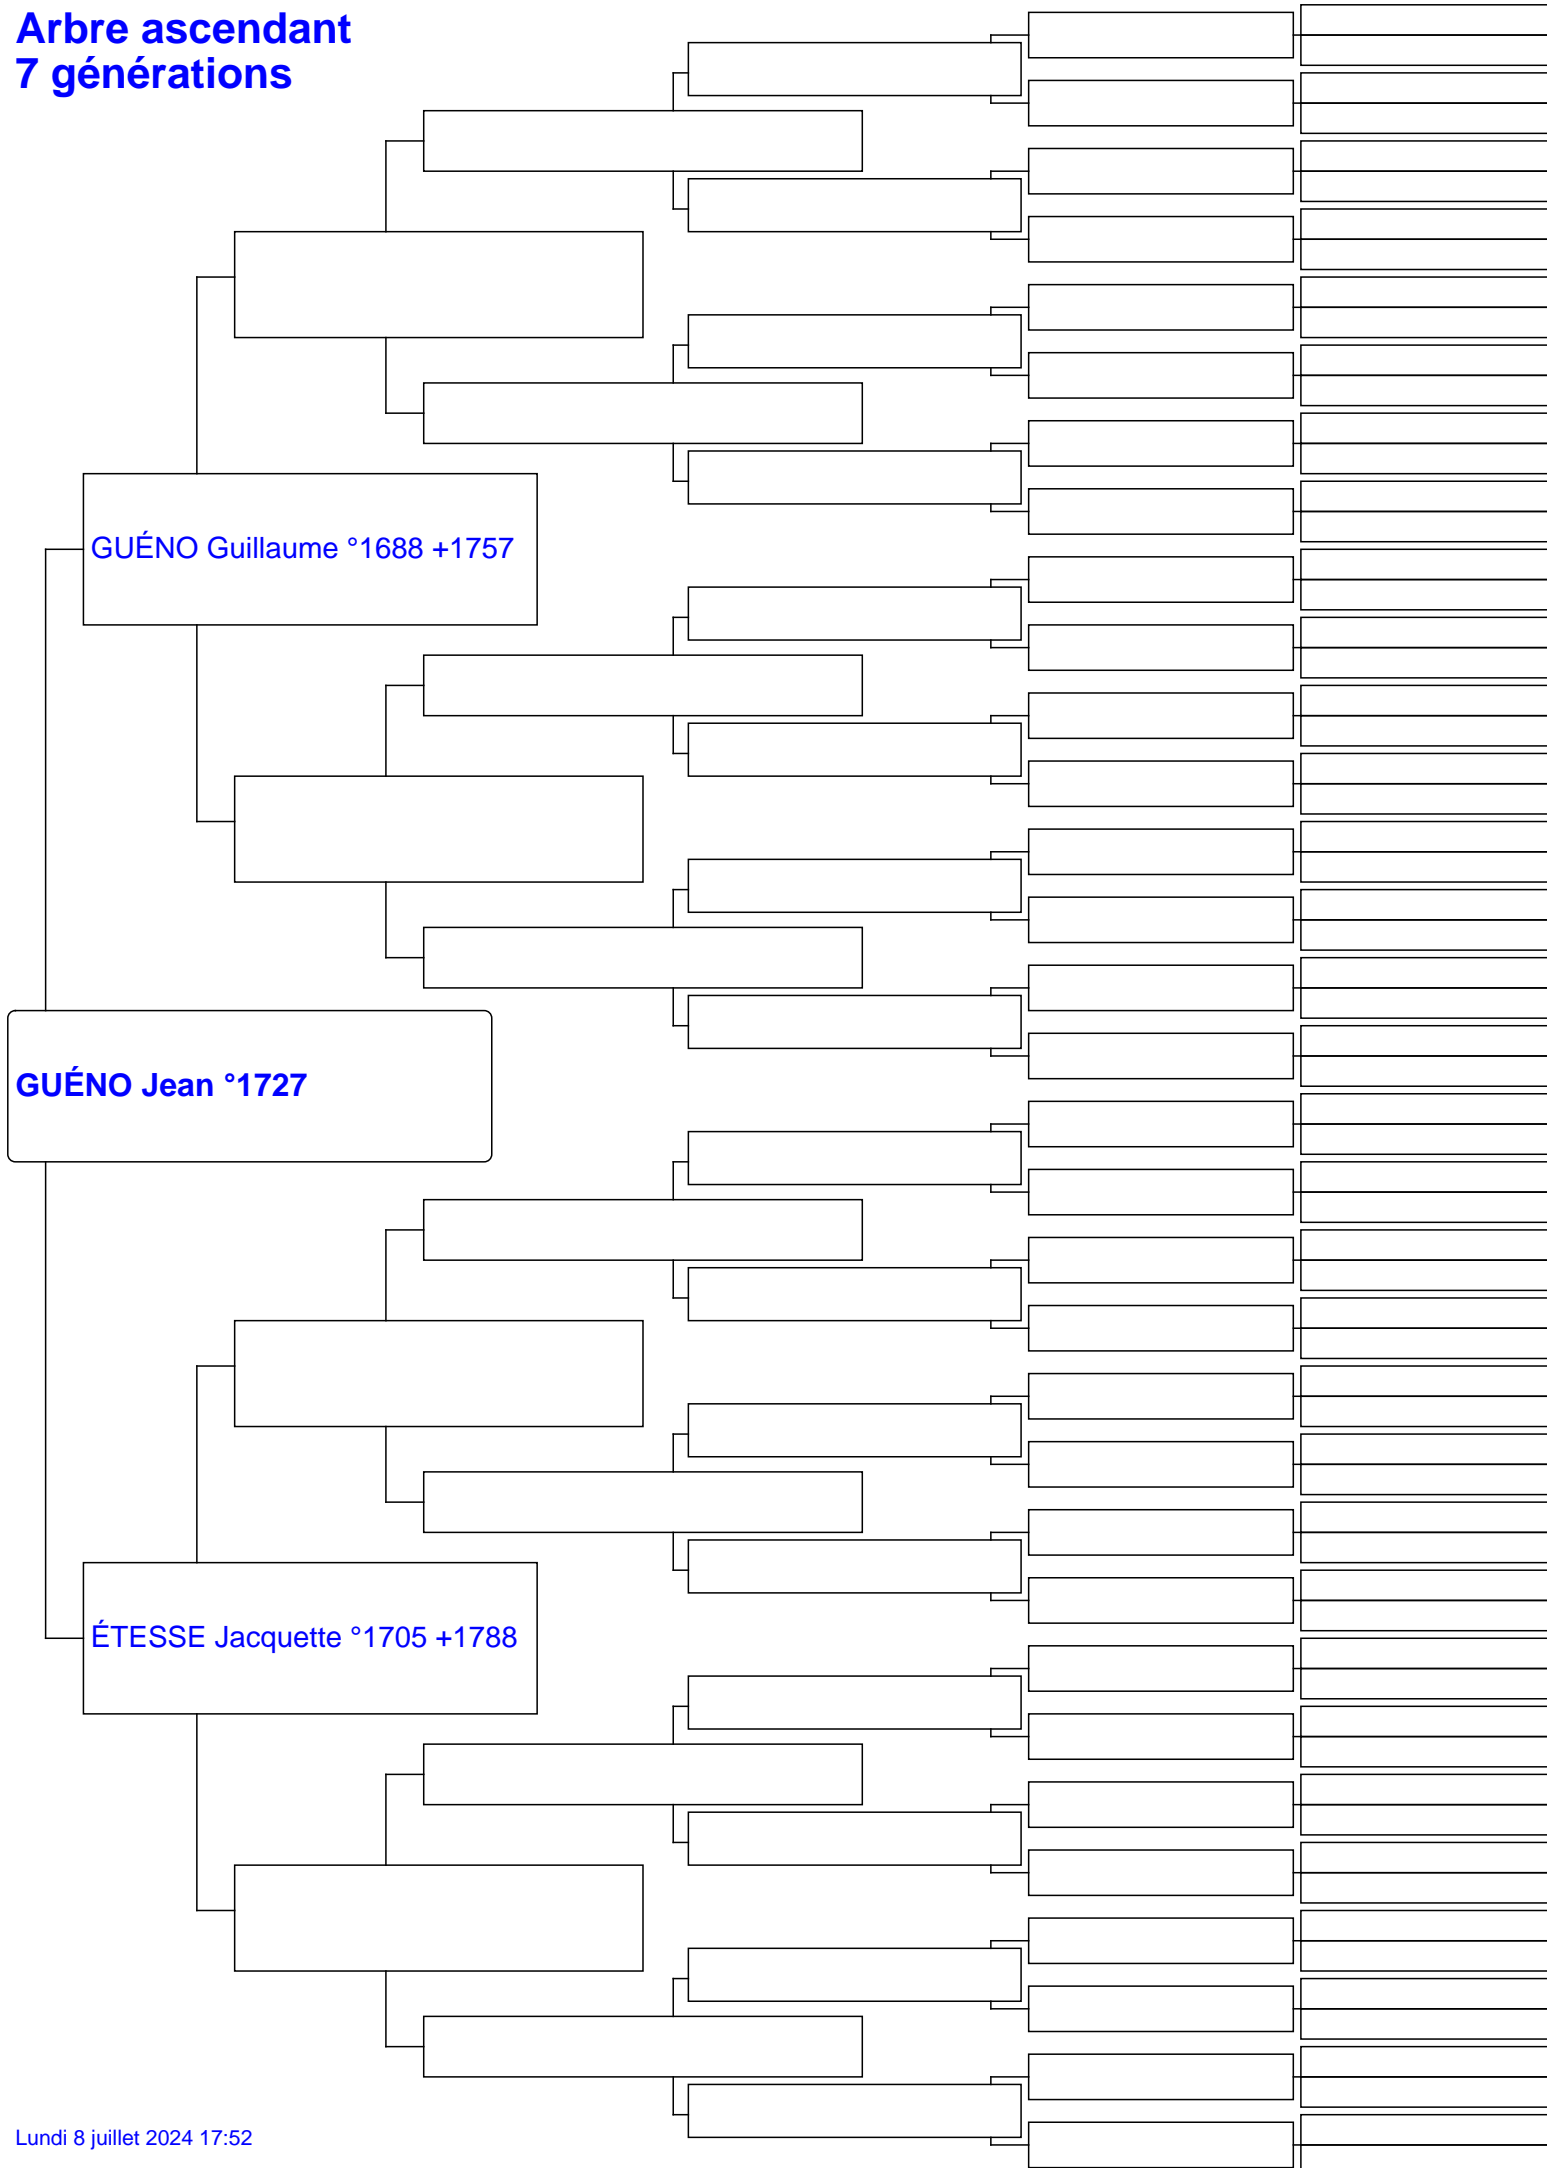 Arbre ascendant
7 générations
GUÉNO Guillaume °1688 +1757
GUÉNO Jean °1727
ÉTESSE Jacquette °1705 +1788
Lundi 8 juillet 2024 17:52